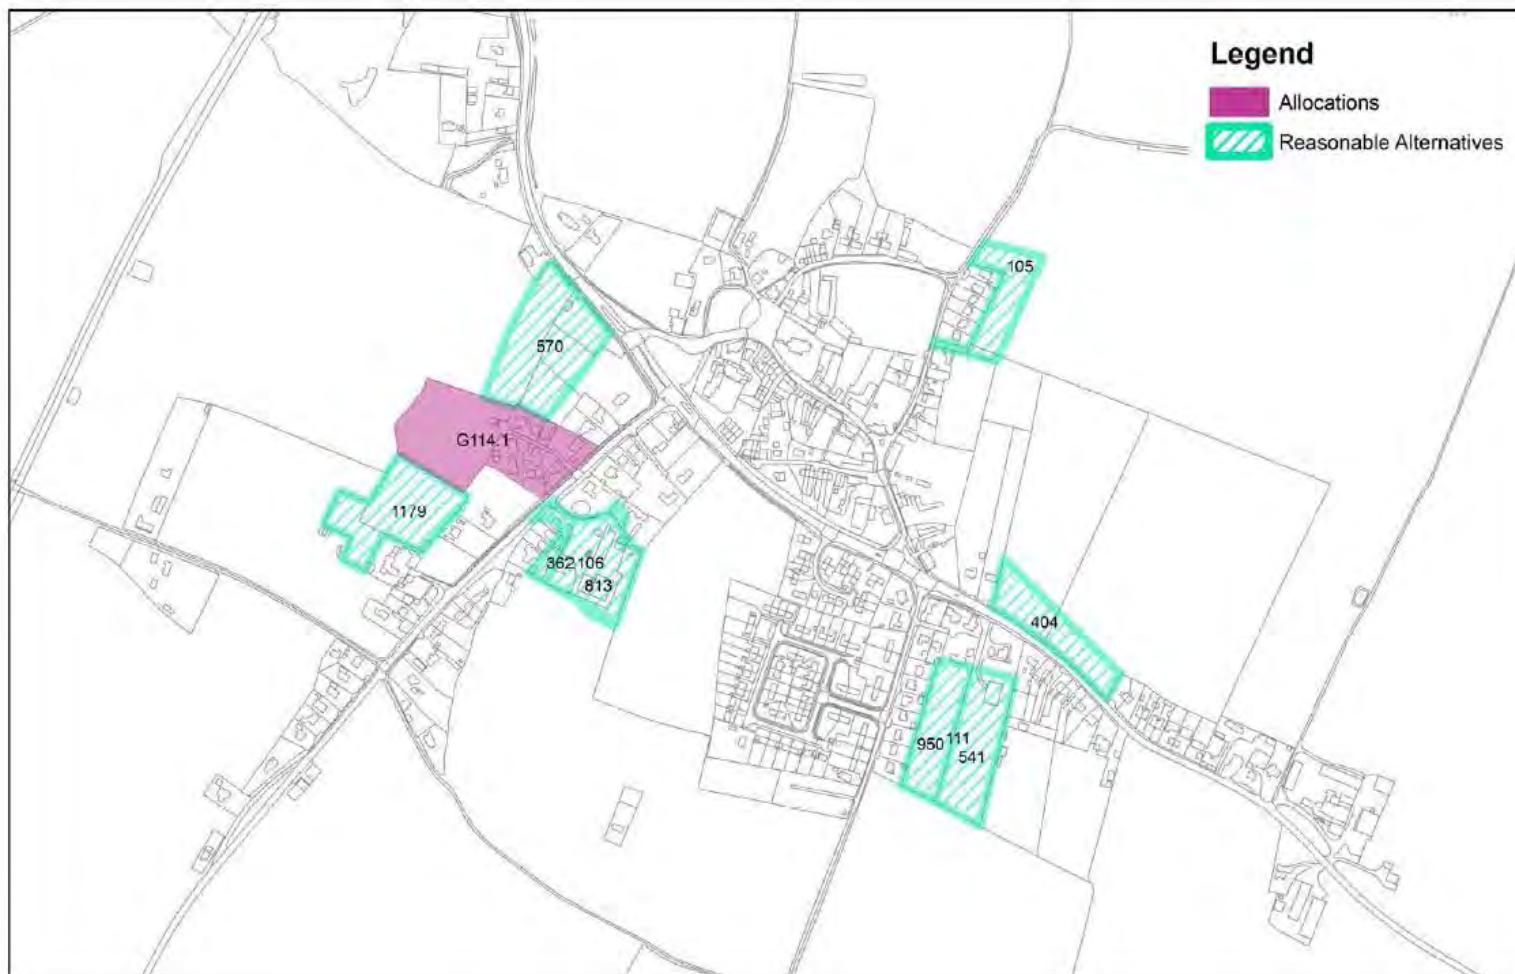 Legend
Allocations
Reasonable Alternatives
105
570
G114.1
1179
362
106
813
404
950
111
541